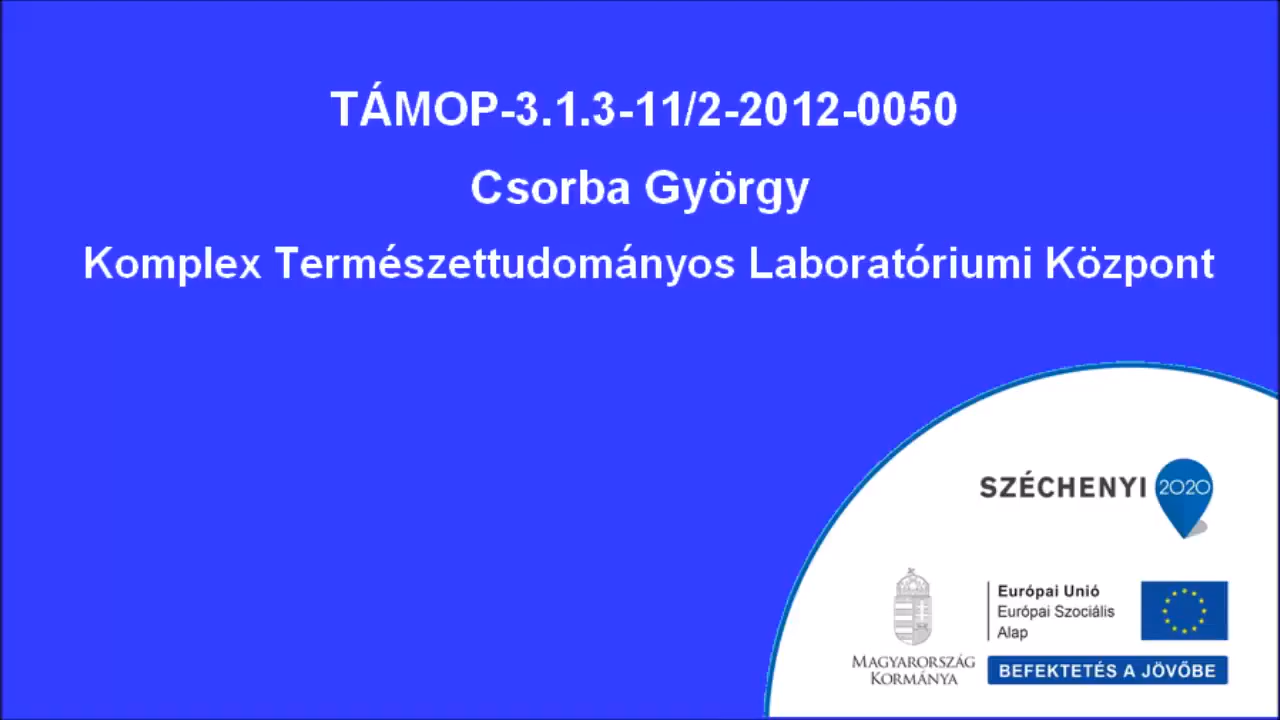 TÁMOP-3.1.3-11/2-2012-0050
Csorba György
Komplex Természettudományos Laboratóriumi Központ
SZÉCHENYI 2020
Európai Unió
Európai Szociális
Alap
MAGYARORSZÁG
KORMÁNYA
BEFEKTETÉS A JÖVŐBE